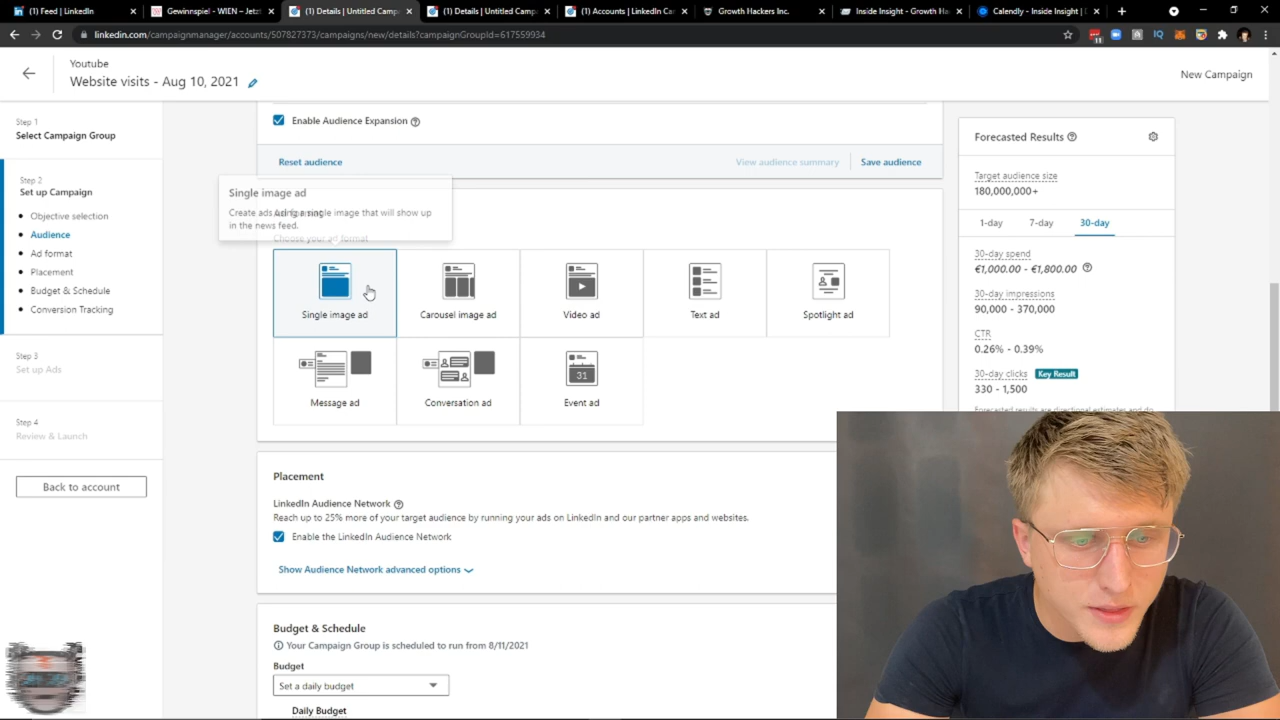 (1) Feed | LinkedIn
Gewinnspiel - WIEN – Jetz
(1) Details | Untitled Camp
(1) Details | Untitled Camp
(1) Accounts | LinkedIn Ca
Growth Hackers Inc.
Inside Insight - Growth Ha
Calendly - Inside Insight |
linkedin.com/campaignmanager/accounts/507827373/campaigns/new/details?campaignGroupId=617559934
11
Youtube
Website visits - Aug 10, 2021
New Campaign
Step 1
Select Campaign Group
Step 2
Set up Campaign
Objective selection
Audience
Ad format
Placement
Budget & Schedule
Conversion Tracking
Step 3
Set up Ads
Step 4
Review & Launch
Back to account
Enable Audience Expansion
Reset audience
View audience summary
Save audience
Single image ad
Create ads using a single image that will show up
in the news feed.
Choose your ad format
Single image ad
Carousel image ad
Video ad
Text ad
Spotlight ad
Message ad
Conversation ad
31
Event ad
Placement
LinkedIn Audience Network
Reach up to 25% more of your target audience by running your ads on LinkedIn and our partner apps and websites.
Enable the LinkedIn Audience Network
Show Audience Network advanced options
Budget & Schedule
Your Campaign Group is scheduled to run from 8/11/2021
Budget
Set a daily budget
Daily Budget
Forecasted Results
Target audience size
180,000,000+
1-day
7-day
30-day
30-day spend
€1,000.00 - €1,800.00
30-day impressions
90,000 - 370,000
CTR
0.26% - 0.39%
30-day clicks
Key Result
330 - 1,500
Forecasted results are directional estimates and do